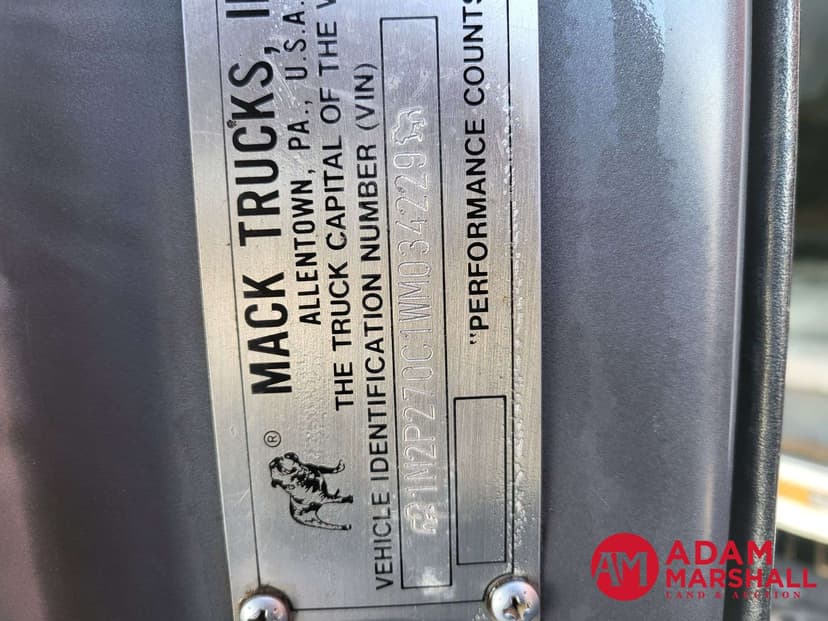 MACK TRUCKS, I
ALLENTOWN, PA., U.S.A.
THE TRUCK CAPITAL OF THE W
VEHICLE IDENTIFICATION NUMBER (VIN)
1M2P270C1WM034229
"PERFORMANCE COUNTS
®
AM ADAM
MARSHALL
LAND & AUCTION